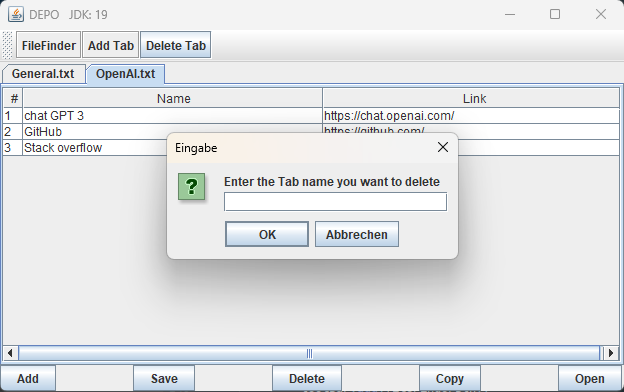 DEPO JDK: 19
FileFinder Add Tab Delete Tab
General.txt OpenAI.txt
# Name Link
1 chat GPT 3 https://chat.openai.com/
2 GitHub https://github.com/
3 Stack overflow
Eingabe
?
Enter the Tab name you want to delete
OK Abbrechen
Add Save Delete Copy Open